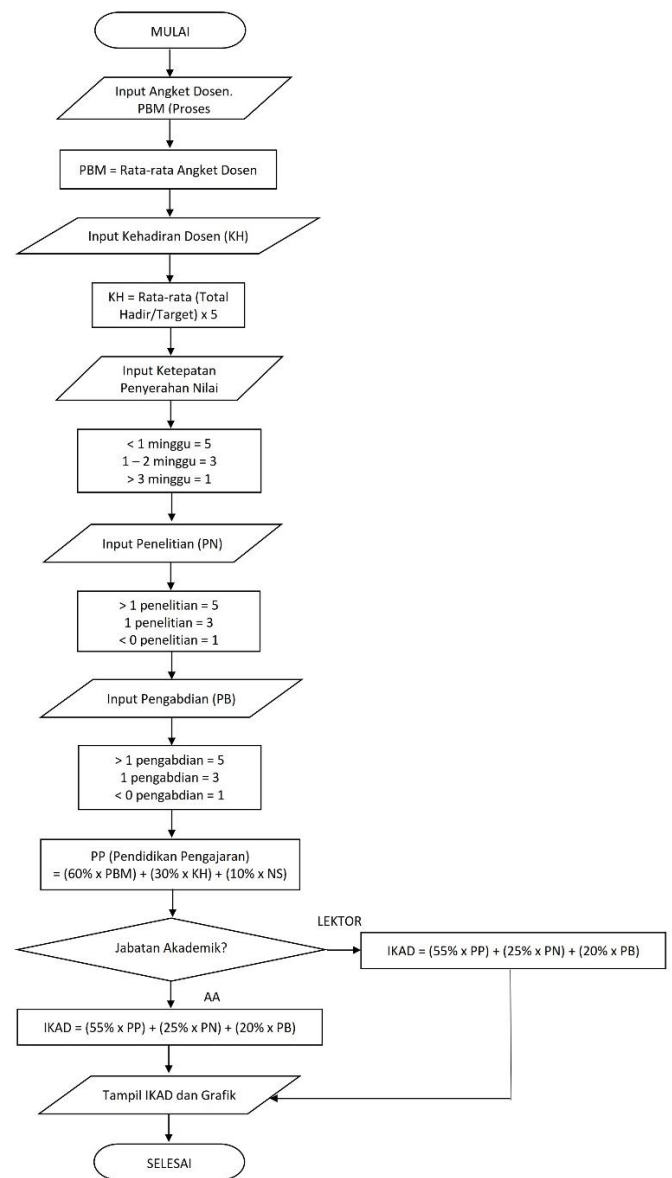 MULAI
Input Angket Dosen.
PBM (Proses
PBM = Rata-rata Angket Dosen
Input Kehadiran Dosen (KH)
KH = Rata-rata (Total
Hadir/Target) x 5
Input Ketepatan
Penyerahan Nilai
< 1 minggu = 5
1 – 2 minggu = 3
> 3 minggu = 1
Input Penelitian (PN)
> 1 penelitian = 5
1 penelitian = 3
< 0 penelitian = 1
Input Pengabdian (PB)
> 1 pengabdian = 5
1 pengabdian = 3
< 0 pengabdian = 1
PP (Pendidikan Pengajaran)
= (60% x PBM) + (30% x KH) + (10% x NS)
Jabatan Akademik?
LEKTOR
IKAD = (55% x PP) + (25% x PN) + (20% x PB)
AA
IKAD = (55% x PP) + (25% x PN) + (20% x PB)
Tampil IKAD dan Grafik
SELESAI